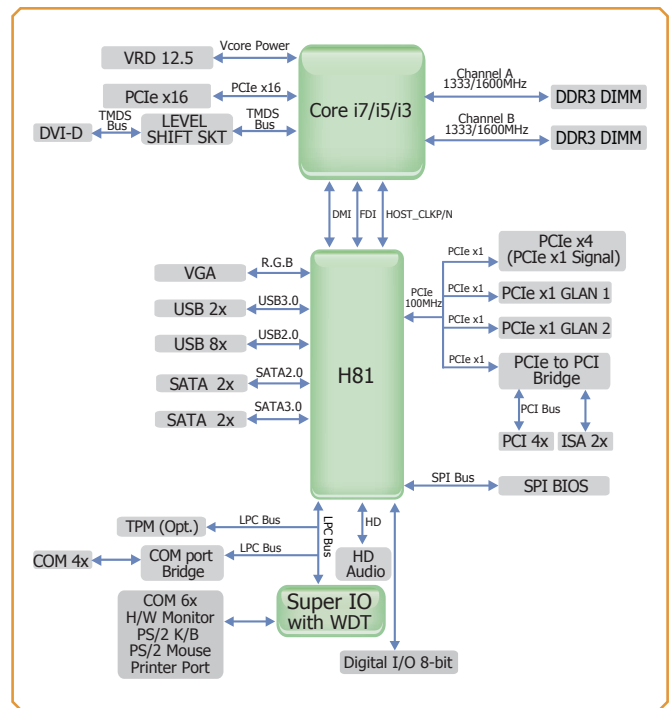 VRD 12.5
Vcore Power
PCIe x16
PCIe x16
DVI-D
TMDS
Bus
LEVEL
SHIFT SKT
TMDS
Bus
Core i7/i5/i3
Channel A
1333/1600MHz
DDR3 DIMM
Channel B
1333/1600MHz
DDR3 DIMM
DMI
FDI
HOST_CLKP/N
VGA
R.G.B
USB 2x
USB3.0
USB 8x
USB2.0
SATA 2x
SATA2.0
SATA 2x
SATA3.0
H81
PCIe
100MHz
PCIe x1
PCIe x4
(PCIe x1 Signal)
PCIe x1
PCIe x1 GLAN 1
PCIe x1
PCIe x1 GLAN 2
PCIe x1
PCIe to PCI
Bridge
PCI Bus
PCI 4x
ISA 2x
SPI Bus
SPI BIOS
TPM (Opt.)
LPC Bus
COM 4x
COM port
Bridge
LPC Bus
LPC Bus
HD
HD
Audio
COM 6x
H/W Monitor
PS/2 K/B
PS/2 Mouse
Printer Port
Super IO
with WDT
Digital I/O 8-bit